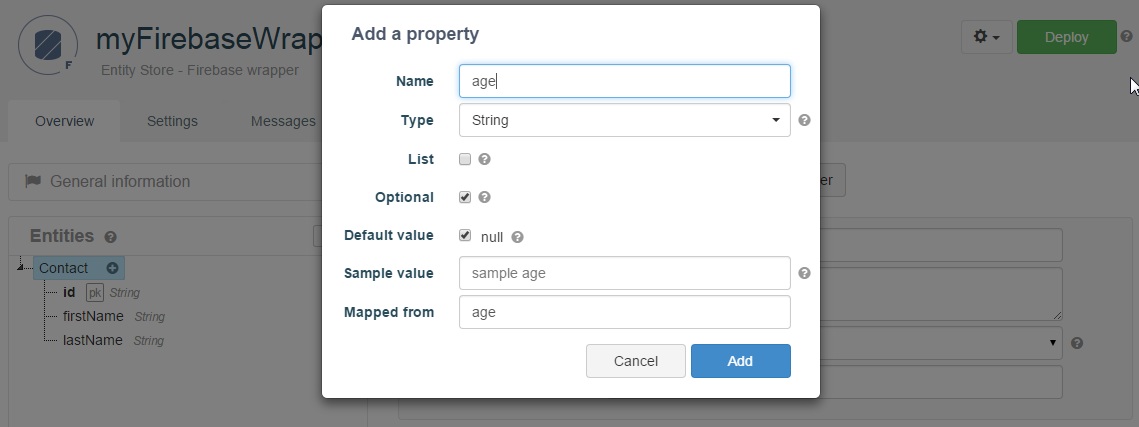 myFirebaseWrap
Entity Store - Firebase wrapper
F
Deploy
Overview
Settings
Messages
General information
Entities
Contact
id pk String
firstName String
lastName String
Add a property
Name age
Type String
List
Optional
Default value null
Sample value sample age
Mapped from age
Cancel Add